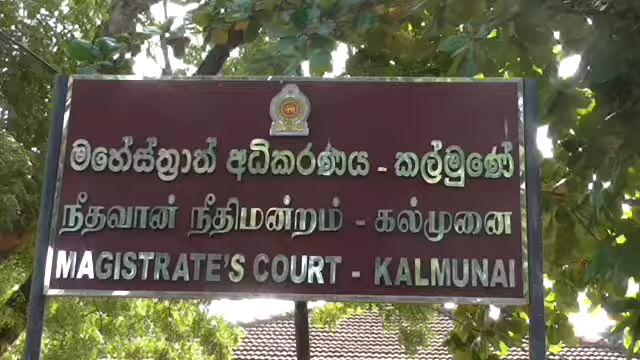 මහේස්ත්‍රාත් අධිකරණය - කල්මුණේ
நீதவான் நீதிமன்றம் - கல்முனை
MAGISTRATE'S COURT - KALMUNAI